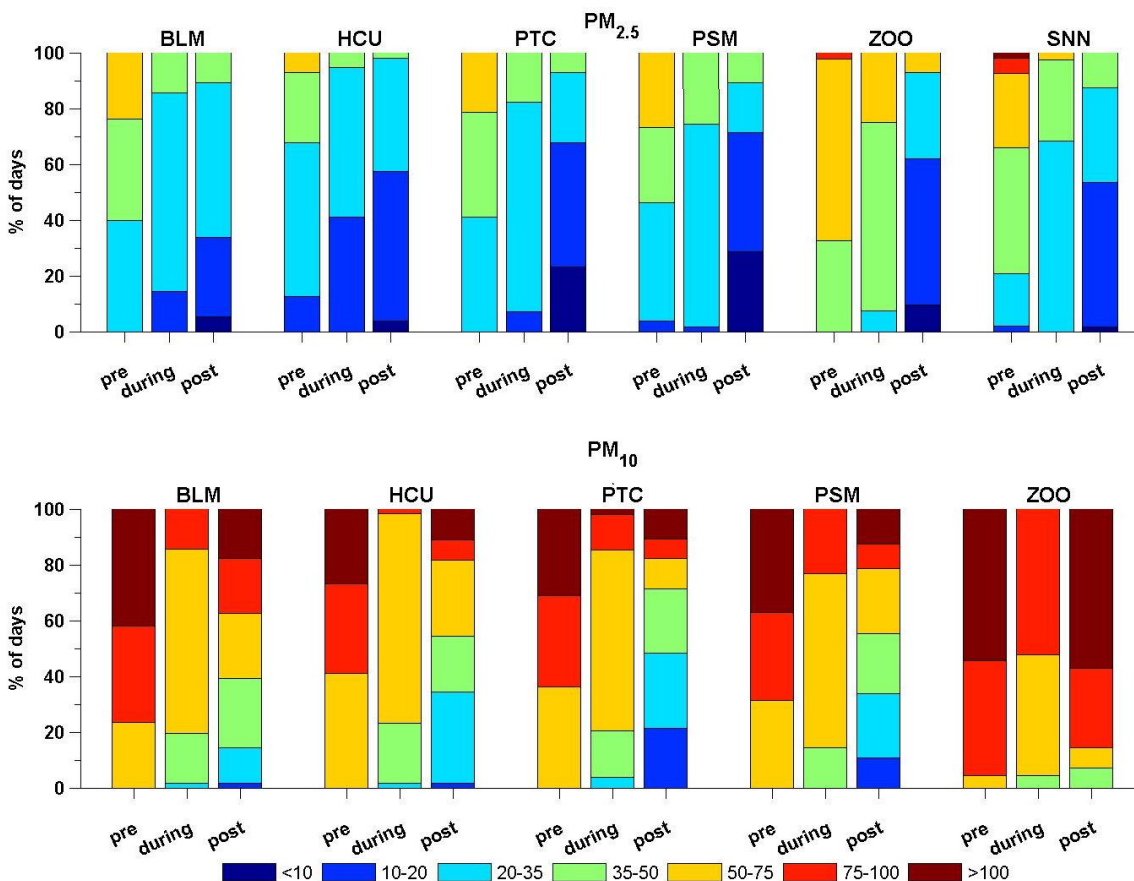 PM2.5
BLM HCU PTC PSM ZOO SNN
100
80
60
40
20
0
% of days
pre during post pre during post pre during post pre during post pre during post pre during post
PM10
BLM HCU PTC PSM ZOO
100
80
60
40
20
0
% of days
pre during post pre during post pre during post pre during post pre during post
<10 10-20 20-35 35-50 50-75 75-100 >100